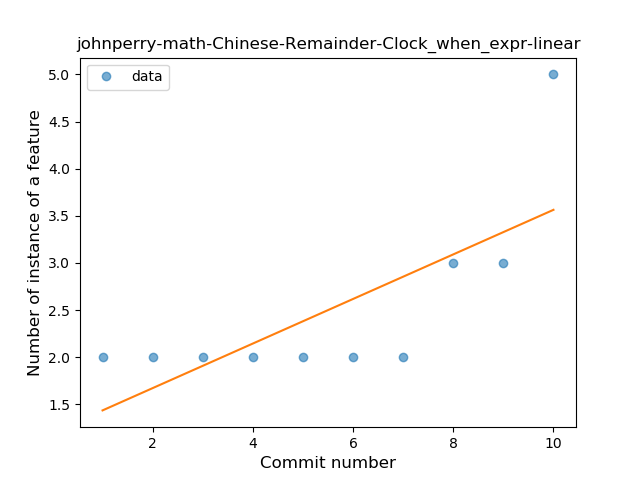 johnperry-math-Chinese-Remainder-Clock_when_expr-linear
data
Number of instance of a feature
5.0
4.5
4.0
3.5
3.0
2.5
2.0
1.5
2 4 6 8 10
Commit number